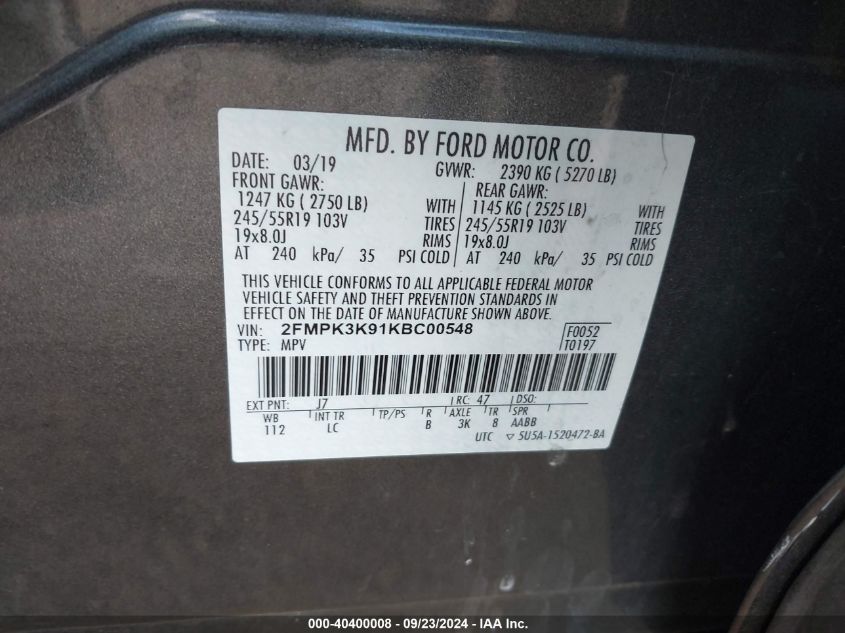 MFD. BY FORD MOTOR CO.
DATE: 03/19 GVWR: 2390 KG ( 5270 LB)
FRONT GAWR: REAR GAWR:
1247 KG ( 2750 LB) WITH 1145 KG ( 2525 LB) WITH
245/55R19 103V TIRES 245/55R19 103V TIRES
19x8.0J RIMS 19x8.0J RIMS
AT 240 kPa/ 35 PSI COLD AT 240 kPa/ 35 PSI COLD
THIS VEHICLE CONFORMS TO ALL APPLICABLE FEDERAL MOTOR
VEHICLE SAFETY AND THEFT PREVENTION STANDARDS IN
EFFECT ON THE DATE OF MANUFACTURE SHOWN ABOVE.
VIN: 2FMPK3K91KBC00548 F0052
TYPE: MPV T0197
EXT PNT: J7 RC: 47 DSO:
WB INT TR TP/PS R AXLE TR SPR
112 LC B 3K 8 AABB
UTC ▽ 5U5A-1520472-BA
000-40400008 - 09/23/2024 - IAA Inc.